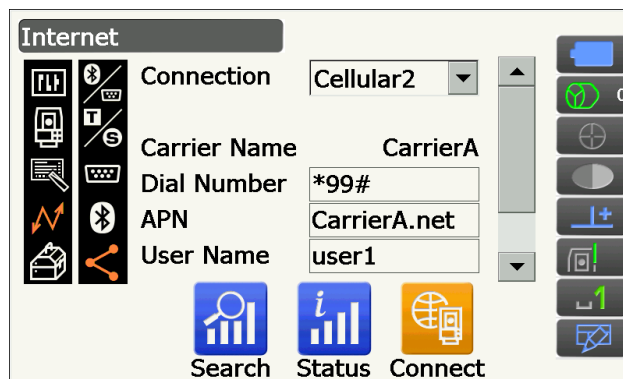 Internet
Connection Cellular2
Carrier Name CarrierA
Dial Number *99#
APN CarrierA.net
User Name user1
Search Status Connect